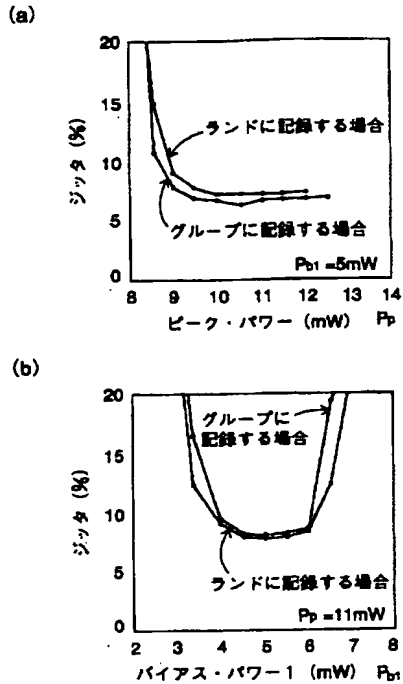 (a)
20
15
10
5
0
ジッタ (%)
ランドに記録する場合
グループに記録する場合
Pb1 =5mW
8 9 10 11 12 13 14
ピーク・パワー (mW) Pp
(b)
20
15
10
5
0
ジッタ (%)
グループに
記録する場合
ランドに記録する場合
Pp =11mW
2 3 4 5 6 7 8
バイアス・パワー1 (mW) Pb1